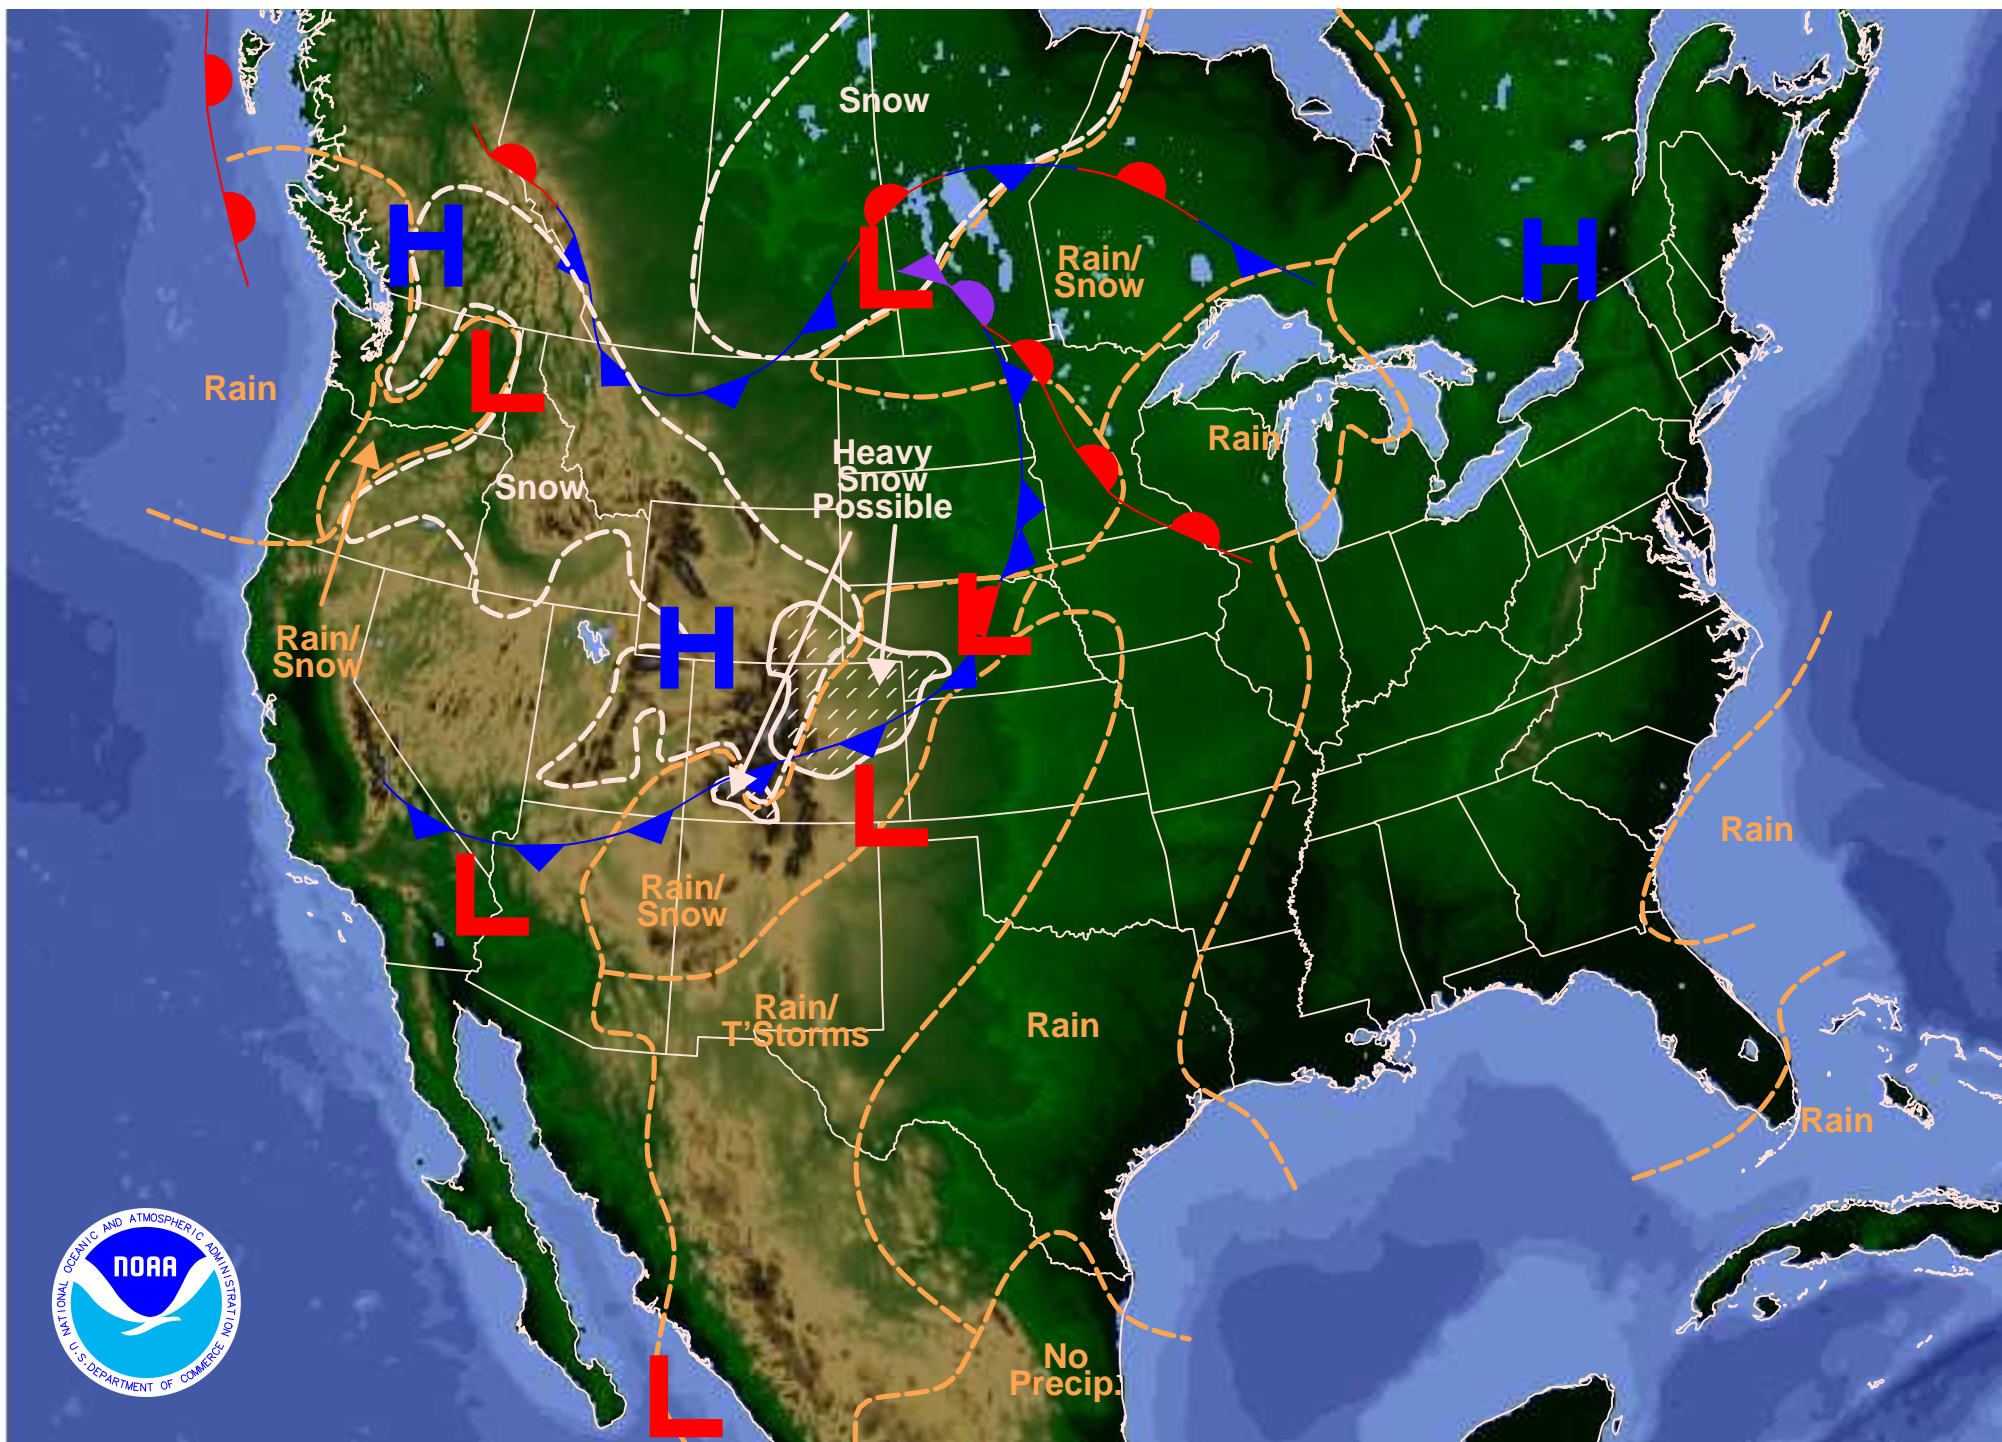 Snow
H
H
L
Rain/
Snow
L
Rain
Rain
Heavy
Snow
Possible
Snow
L
H
Rain/
Snow
L
Rain
L
Rain/
Snow
Rain/
T'Storms
Rain
Rain
L
No
Precip.
NATIONAL OCEANIC AND ATMOSPHERIC ADMINISTRATION
NOAA
U.S. DEPARTMENT OF COMMERCE
L